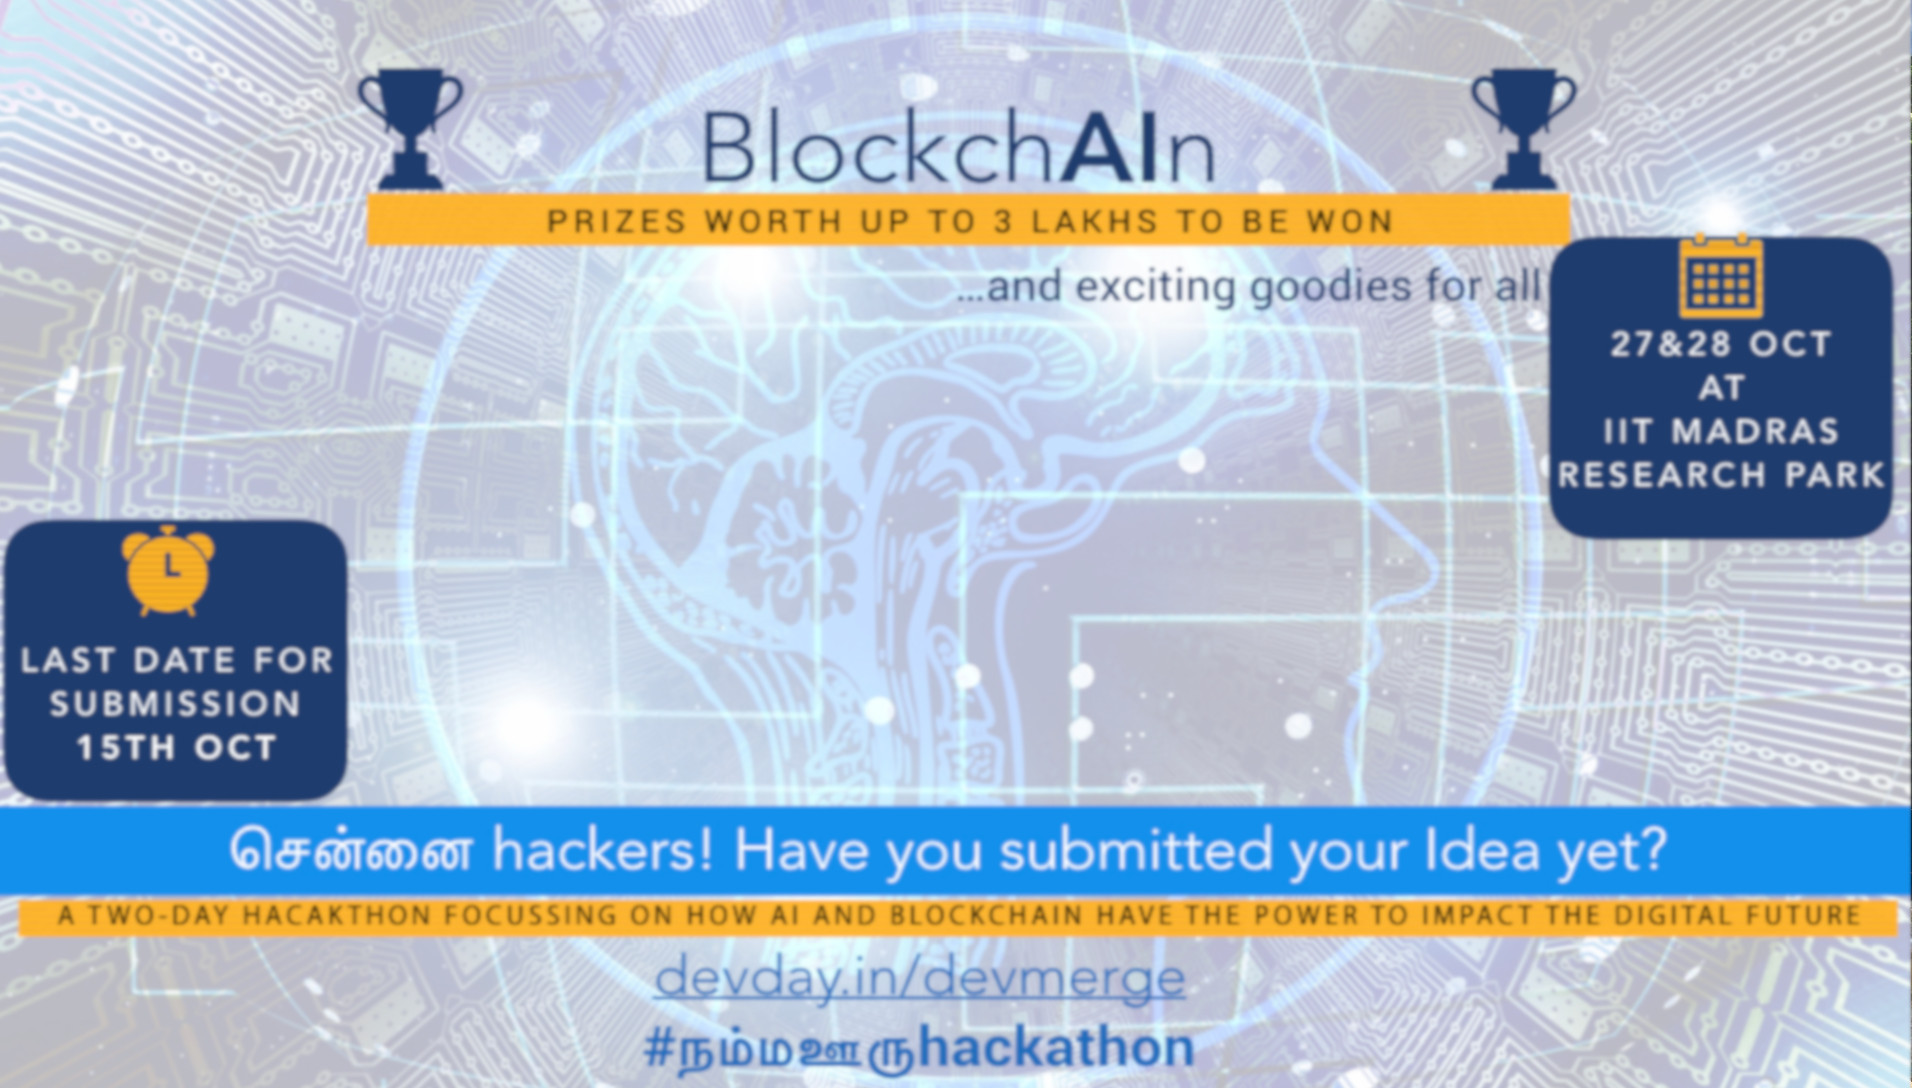 BlockchAIn
PRIZES WORTH UP TO 3 LAKHS TO BE WON
...and exciting goodies for all
27&28 OCT
AT
IIT MADRAS
RESEARCH PARK
LAST DATE FOR
SUBMISSION
15TH OCT
சென்னை hackers! Have you submitted your Idea yet?
A TWO-DAY HACAKTHON FOCUSSING ON HOW AI AND BLOCKCHAIN HAVE THE POWER TO IMPACT THE DIGITAL FUTURE
devday.in/devmerge
#நம்மஊருhackathon